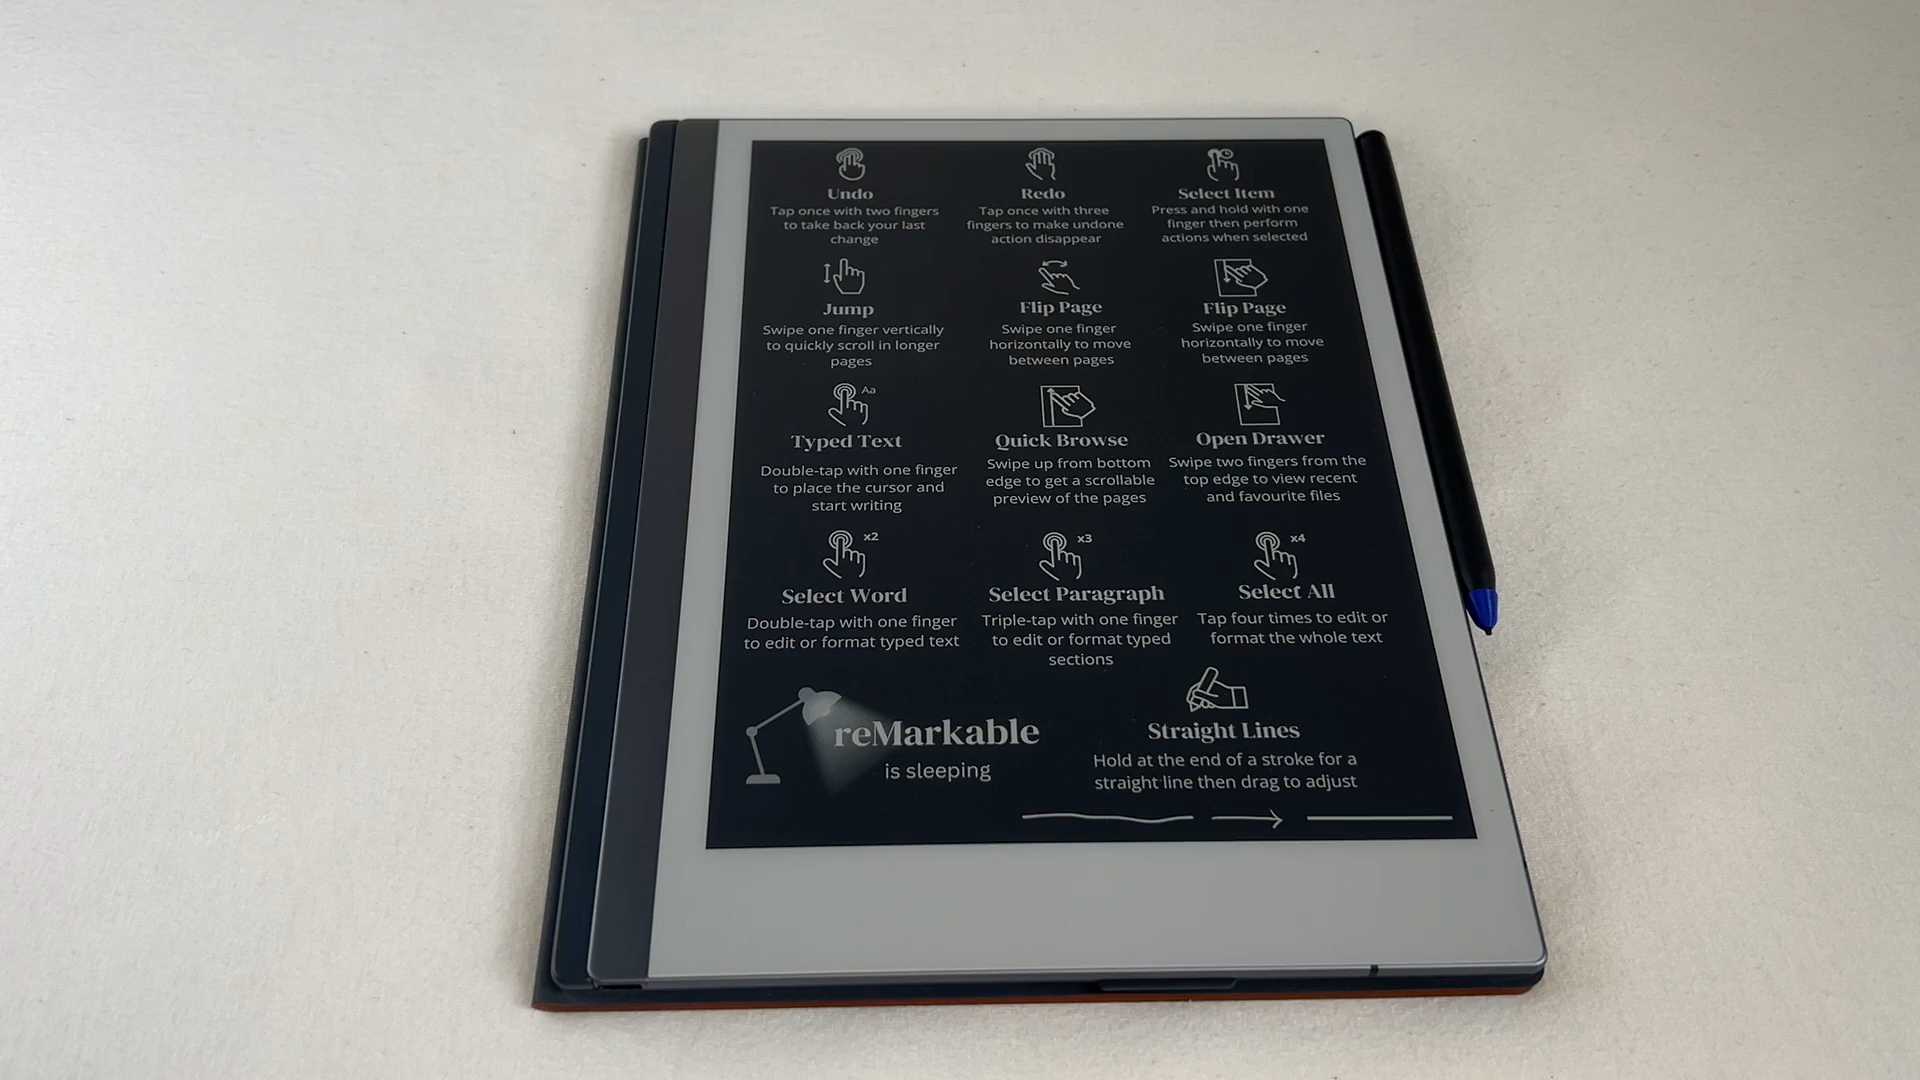 Undo
Tap once with two fingers
to take back your last
change
Redo
Tap once with three
fingers to make undone
action disappear
Select Item
Press and hold with one
finger then perform
actions when selected
Jump
Swipe one finger vertically
to quickly scroll in longer
pages
Flip Page
Swipe one finger
horizontally to move
between pages
Flip Page
Swipe one finger
horizontally to move
between pages
Aa
Typed Text
Double-tap with one finger
to place the cursor and
start writing
Quick Browse
Swipe up from bottom
edge to get a scrollable
preview of the pages
Open Drawer
Swipe two fingers from the
top edge to view recent
and favourite files
x2
Select Word
Double-tap with one finger
to edit or format typed text
x3
Select Paragraph
Triple-tap with one finger
to edit or format typed
sections
x4
Select All
Tap four times to edit or
format the whole text
reMarkable
is sleeping
Straight Lines
Hold at the end of a stroke for a
straight line then drag to adjust